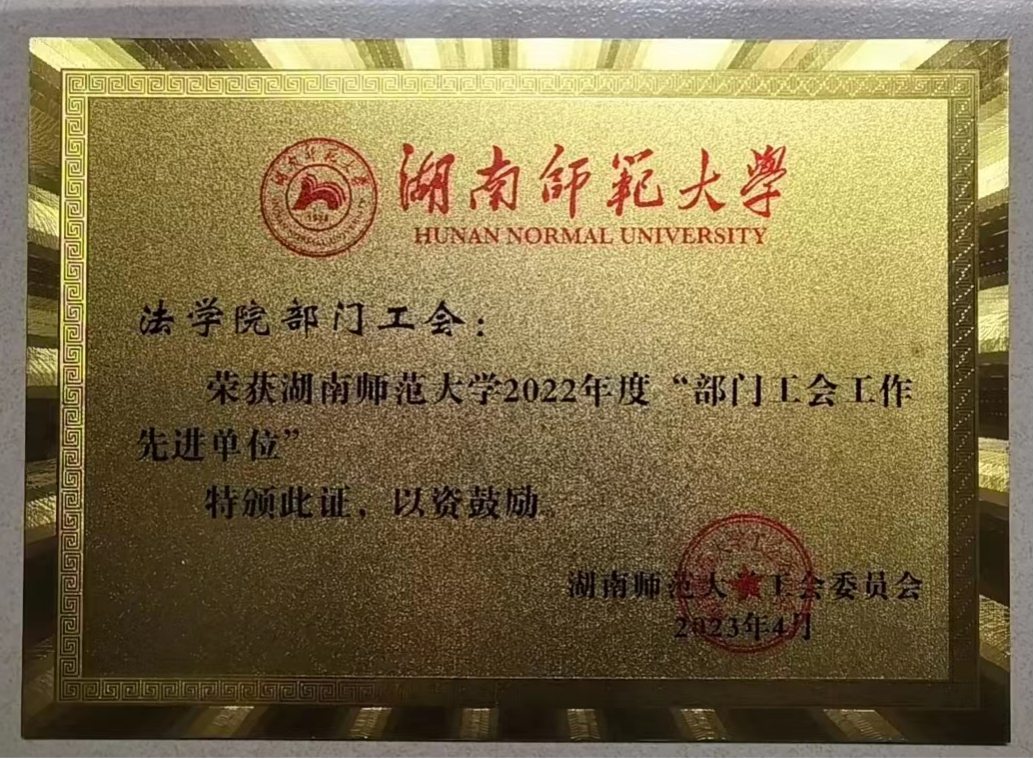 湖南師範大學
HUNAN NORMAL UNIVERSITY
法学院部门工会：
荣获湖南师范大学2022年度“部门工会工作
先进单位”
特颁此证，以资鼓励。
湖南师范大学工会委员会
2023年4月